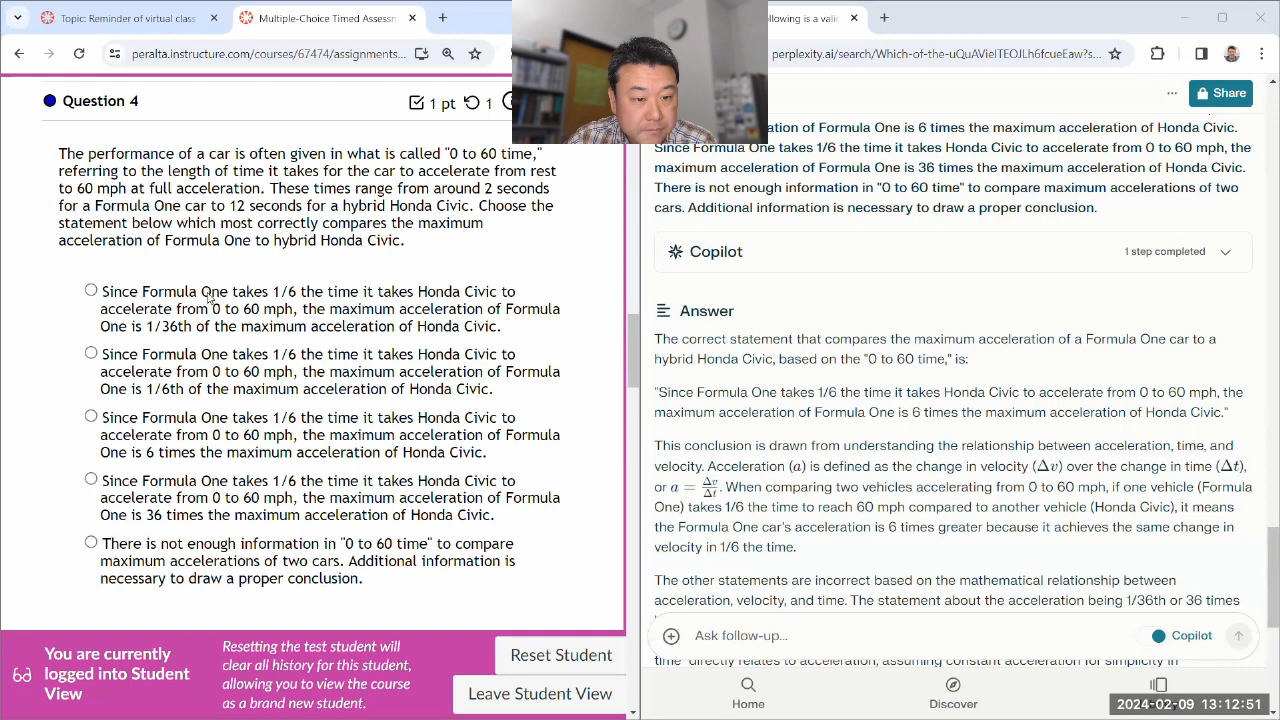 Topic Reminder of virtual class
Multiple-Choice Timed Assessm
llowing is a valid
peralta.instructure.com/courses/67474/assignments...
perplexity.ai/search/Which-of-the-uQuAVieITEOJLh6fcueEaw?s...
Question 4
1 pt
1
The performance of a car is often given in what is called "0 to 60 time,"
referring to the length of time it takes for the car to accelerate from rest
to 60 mph at full acceleration. These times range from around 2 seconds
for a Formula One car to 12 seconds for a hybrid Honda Civic. Choose the
statement below which most correctly compares the maximum
acceleration of Formula One to hybrid Honda Civic.
Since Formula One takes 1/6 the time it takes Honda Civic to
accelerate from 0 to 60 mph, the maximum acceleration of Formula
One is 1/36th of the maximum acceleration of Honda Civic.
Since Formula One takes 1/6 the time it takes Honda Civic to
accelerate from 0 to 60 mph, the maximum acceleration of Formula
One is 1/6th of the maximum acceleration of Honda Civic.
Since Formula One takes 1/6 the time it takes Honda Civic to
accelerate from 0 to 60 mph, the maximum acceleration of Formula
One is 6 times the maximum acceleration of Honda Civic.
Since Formula One takes 1/6 the time it takes Honda Civic to
accelerate from 0 to 60 mph, the maximum acceleration of Formula
One is 36 times the maximum acceleration of Honda Civic.
There is not enough information in "0 to 60 time" to compare
maximum accelerations of two cars. Additional information is
necessary to draw a proper conclusion.
You are currently
logged into Student
View
Resetting the test student will
clear all history for this student,
allowing you to view the course
as a brand new student.
Reset Student
Leave Student View
Share
ation of Formula One is 6 times the maximum acceleration of Honda Civic.
Since Formula One takes 1/6 the time it takes Honda Civic to accelerate from 0 to 60 mph, the
maximum acceleration of Formula One is 36 times the maximum acceleration of Honda Civic.
There is not enough information in "0 to 60 time" to compare maximum accelerations of two
cars. Additional information is necessary to draw a proper conclusion.
Copilot
1 step completed
Answer
The correct statement that compares the maximum acceleration of a Formula One car to a
hybrid Honda Civic, based on the "0 to 60 time," is:
"Since Formula One takes 1/6 the time it takes Honda Civic to accelerate from 0 to 60 mph, the
maximum acceleration of Formula One is 6 times the maximum acceleration of Honda Civic."
This conclusion is drawn from understanding the relationship between acceleration, time, and
velocity. Acceleration (a) is defined as the change in velocity (Δv) over the change in time (Δt),
or a = Δv/Δt. When comparing two vehicles accelerating from 0 to 60 mph, if one vehicle (Formula
One) takes 1/6 the time to reach 60 mph compared to another vehicle (Honda Civic), it means
the Formula One car's acceleration is 6 times greater because it achieves the same change in
velocity in 1/6 the time.
The other statements are incorrect based on the mathematical relationship between
acceleration, velocity, and time. The statement about the acceleration being 1/36th or 36 times
Ask follow-up...
Copilot
time" directly relates to acceleration, assuming constant acceleration for simplicity in
Home
Discover
2024-02-09 13:12:51